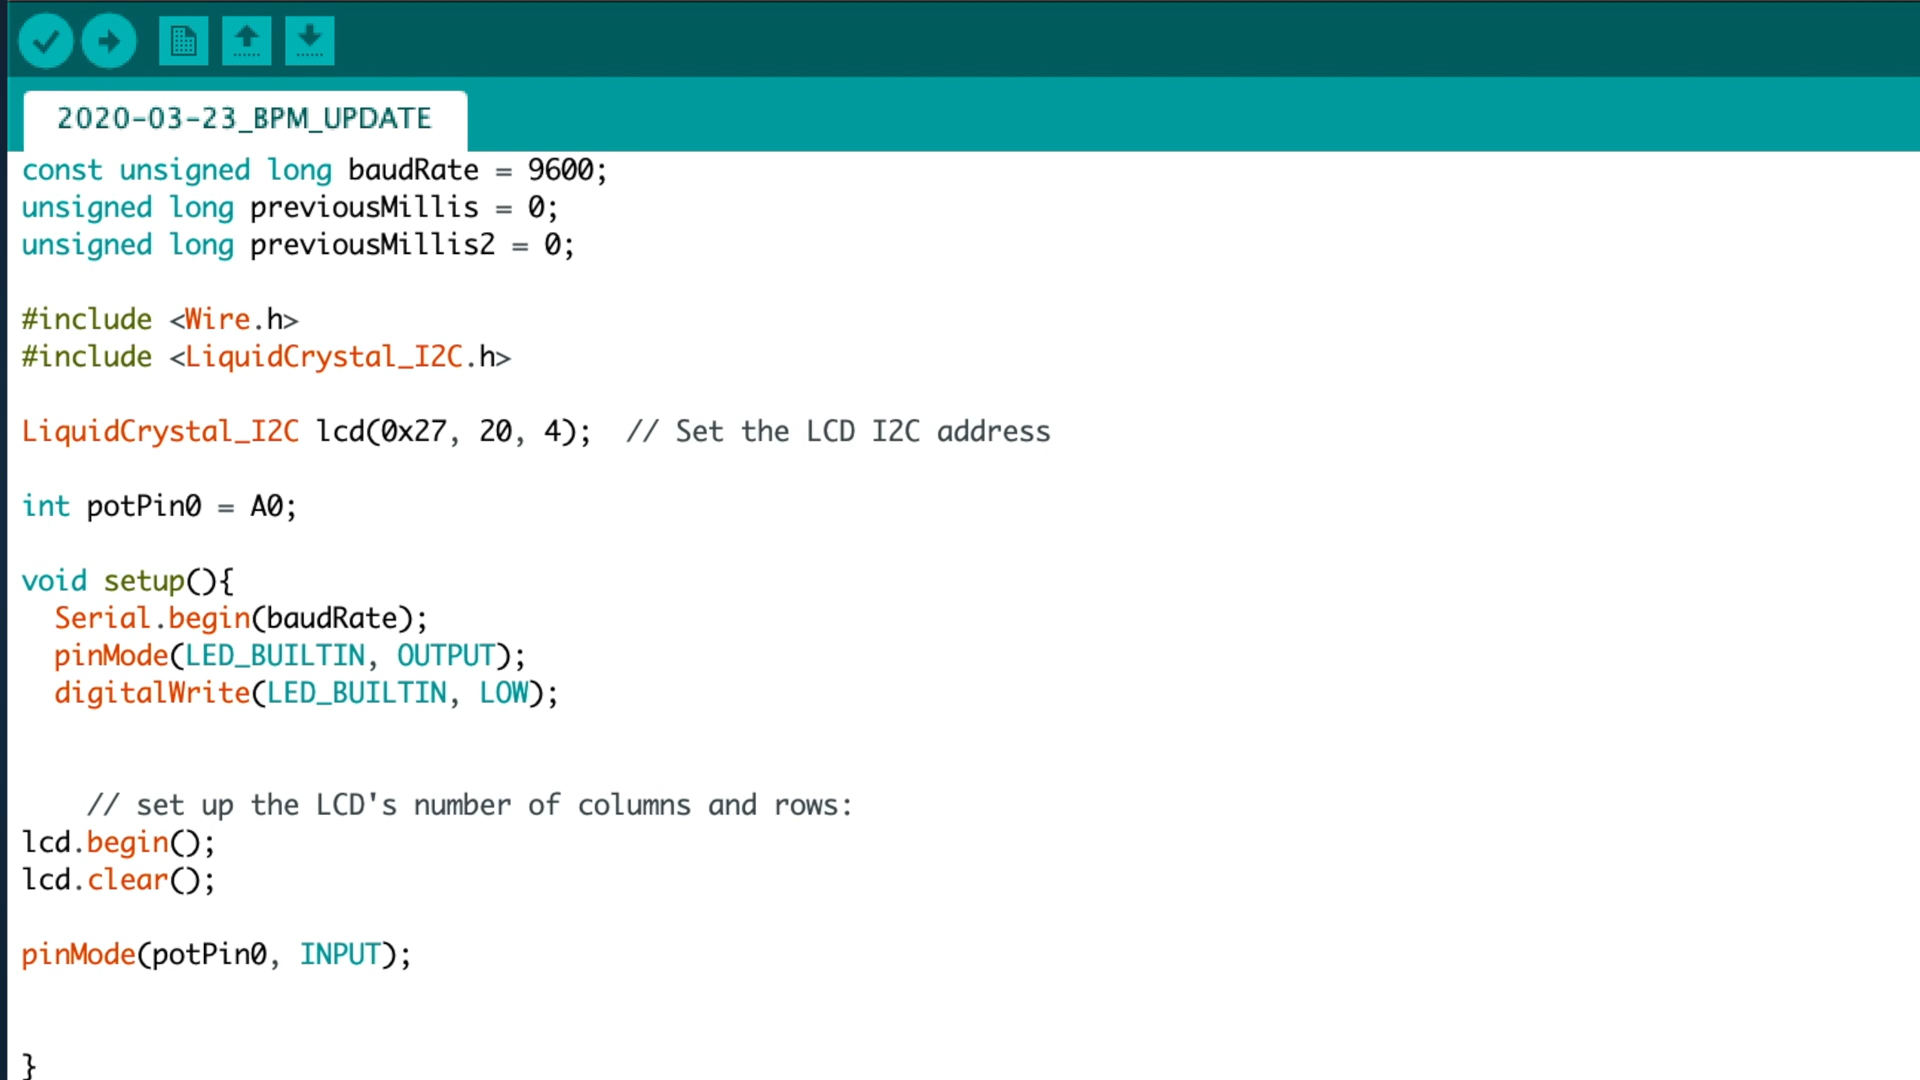 2020-03-23_BPM_UPDATE
const unsigned long baudRate = 9600;
unsigned long previousMillis = 0;
unsigned long previousMillis2 = 0;
#include <Wire.h>
#include <LiquidCrystal_I2C.h>
LiquidCrystal_I2C lcd(0x27, 20, 4);  // Set the LCD I2C address
int potPin0 = A0;
void setup(){
  Serial.begin(baudRate);
  pinMode(LED_BUILTIN, OUTPUT);
  digitalWrite(LED_BUILTIN, LOW);
    // set up the LCD's number of columns and rows:
lcd.begin();
lcd.clear();
pinMode(potPin0, INPUT);
}